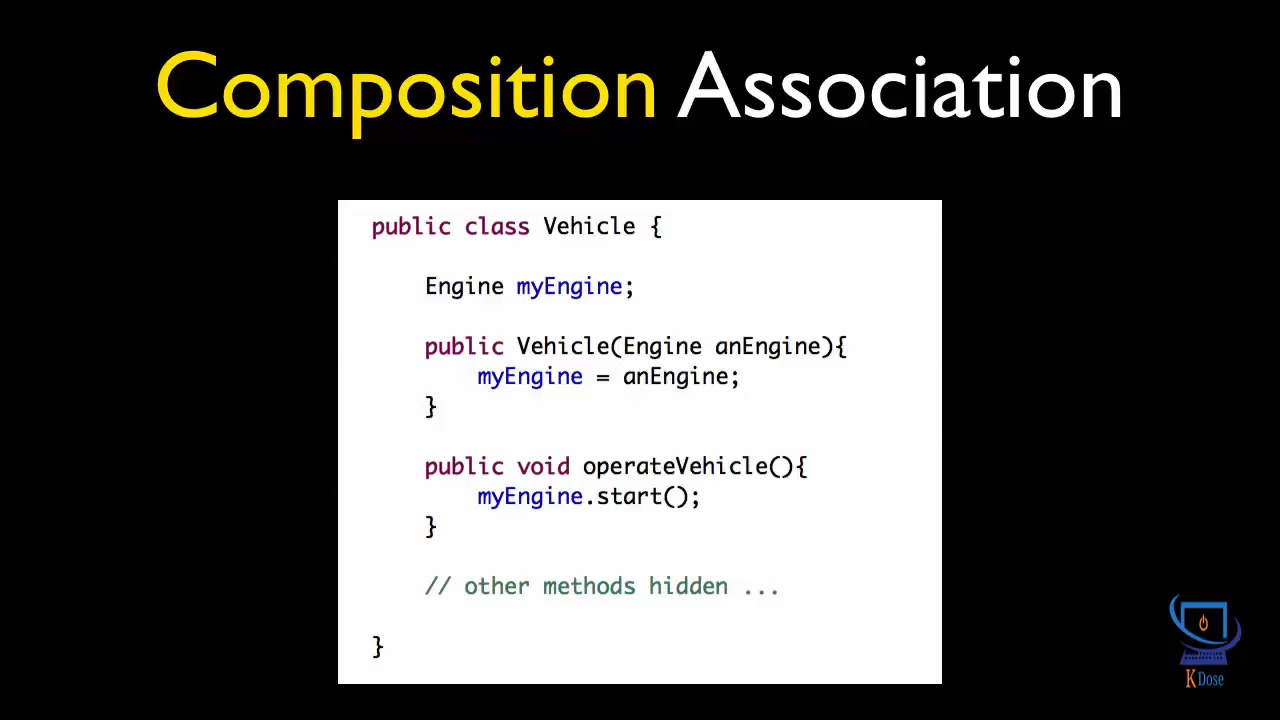 Composition Association
public class Vehicle {
Engine myEngine;
public Vehicle(Engine anEngine){
myEngine = anEngine;
}
public void operateVehicle(){
myEngine.start();
}
// other methods hidden ...
}
K Dose